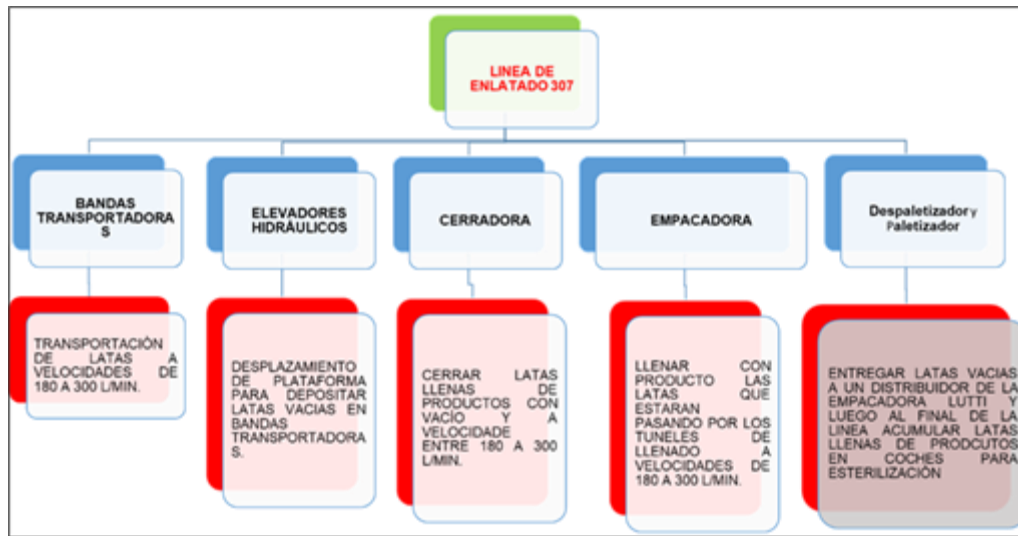 LINEA DE
ENLATADO 307
BANDAS
TRANSPORTADORA
S
ELEVADORES
HIDRÁULICOS
CERRADORA
EMPACADORA
Despaletizador y
Paletizador
TRANSPORTACIÓN
DE LATAS A
VELOCIDADES DE
180 A 300 L/MIN.
DESPLAZAMIENTO
DE PLATAFORMA
PARA DEPOSITAR
LATAS VACIAS EN
BANDAS
TRANSPORTADORA
S.
CERRAR LATAS
LLENAS DE
PRODUCTOS CON
VACÍO Y A
VELOCIDADE
ENTRE 180 A 300
L/MIN.
LLENAR CON
PRODUCTO LAS
LATAS QUE
ESTARAN
PASANDO POR LOS
TUNELES DE
LLENADO A
VELOCIDADES DE
180 A 300 L/MIN.
ENTREGAR LATAS VACIAS
A UN DISTRIBUIDOR DE LA
EMPACADORA LUTTI Y
LUEGO AL FINAL DE LA
LINEA ACUMULAR LATAS
LLENAS DE PRODCUTOS
EN COCHES PARA
ESTERILIZACIÓN